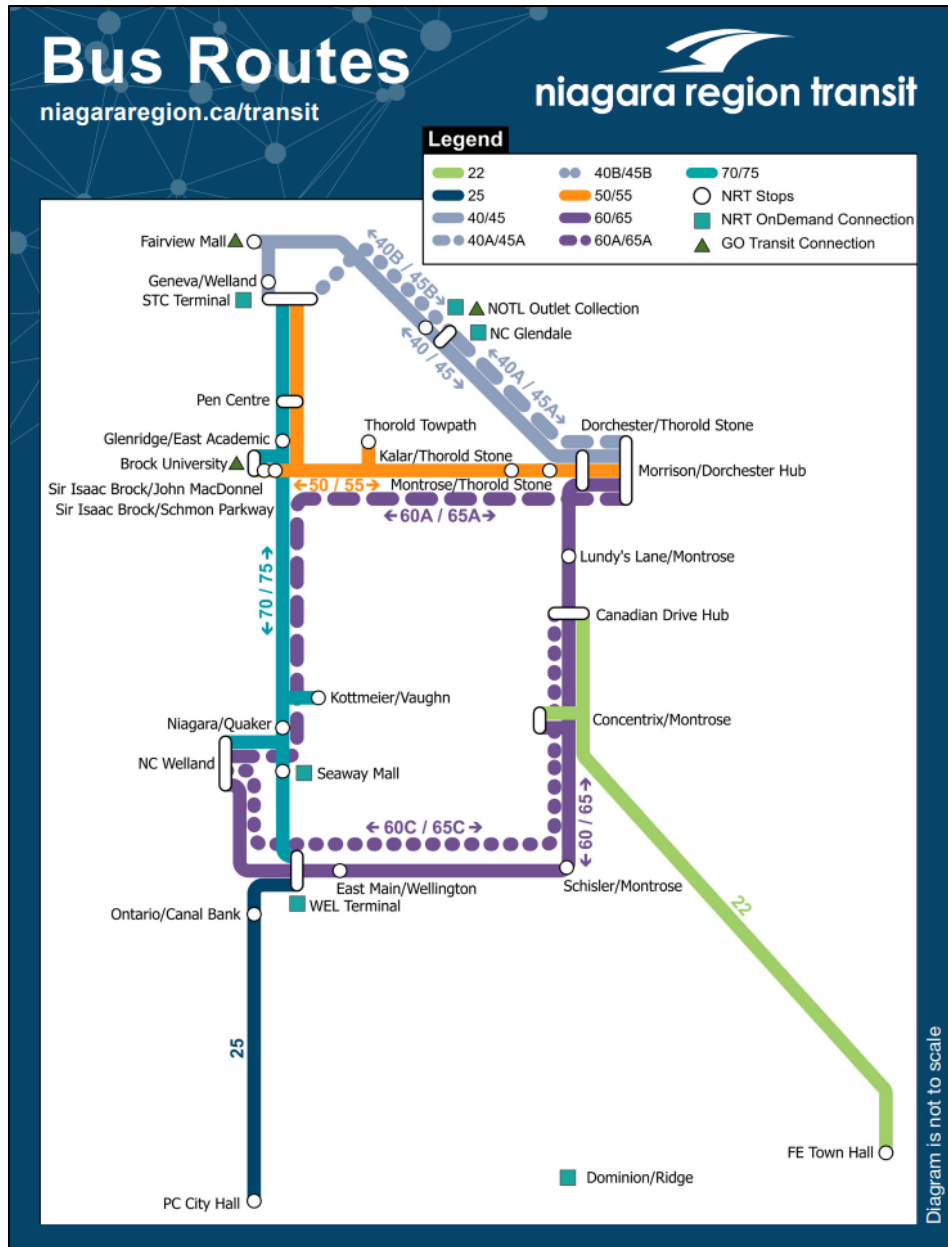 Bus Routes
niagararegion.ca/transit
niagara region transit
Legend
22
25
40/45
40A/45A
40B/45B
50/55
60/65
60A/65A
70/75
NRT Stops
NRT OnDemand Connection
GO Transit Connection
Fairview Mall
Geneva/Welland
STC Terminal
←40B / 45B→
NOTL Outlet Collection
NC Glendale
←40 / 45→
←40A / 45A→
Pen Centre
Thorold Towpath
Dorchester/Thorold Stone
Glenridge/East Academic
Kalar/Thorold Stone
Brock University
Morrison/Dorchester Hub
Sir Isaac Brock/John MacDonnel
←50 / 55→
Montrose/Thorold Stone
Sir Isaac Brock/Schmon Parkway
←60A / 65A→
Lundy's Lane/Montrose
←70 / 75→
Canadian Drive Hub
Kottmeier/Vaughn
Niagara/Quaker
Concentrix/Montrose
NC Welland
Seaway Mall
←60C / 65C→
←60 / 65→
East Main/Wellington
Schisler/Montrose
WEL Terminal
22
Ontario/Canal Bank
25
FE Town Hall
Dominion/Ridge
PC City Hall
Diagram is not to scale